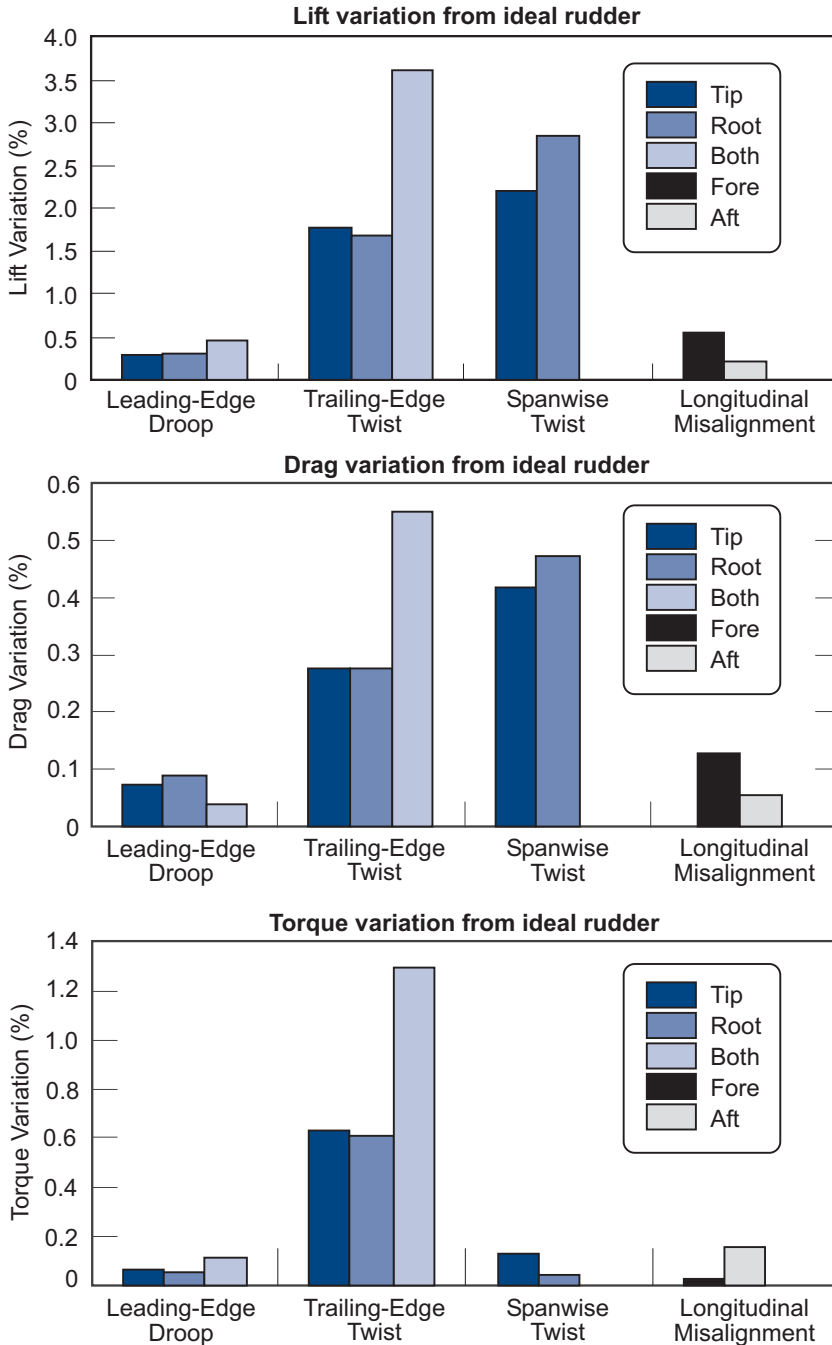 Lift variation from ideal rudder
4.0
3.5
3.0
2.5
2.0
1.5
1.0
0.5
0
Lift Variation (%)
Tip
Root
Both
Fore
Aft
Leading-Edge
Droop
Trailing-Edge
Twist
Spanwise
Twist
Longitudinal
Misalignment
Drag variation from ideal rudder
0.6
0.5
0.4
0.3
0.2
0.1
0
Drag Variation (%)
Tip
Root
Both
Fore
Aft
Leading-Edge
Droop
Trailing-Edge
Twist
Spanwise
Twist
Longitudinal
Misalignment
Torque variation from ideal rudder
1.4
1.2
1.0
0.8
0.6
0.4
0.2
0
Torque Variation (%)
Tip
Root
Both
Fore
Aft
Leading-Edge
Droop
Trailing-Edge
Twist
Spanwise
Twist
Longitudinal
Misalignment